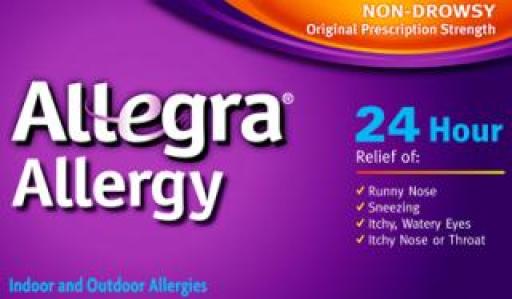 NON-DROWSY
Original Prescription Strength
Allegra®
Allergy
24 Hour
Relief of:
✓ Runny Nose
✓ Sneezing
✓ Itchy, Watery Eyes
✓ Itchy Nose or Throat
Indoor and Outdoor Allergies